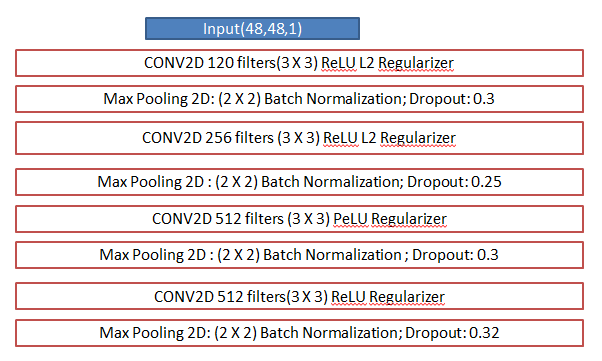 Input(48,48,1)
CONV2D 120 filters(3 X 3) ReLU L2 Regularizer
Max Pooling 2D: (2 X 2) Batch Normalization; Dropout: 0.3
CONV2D 256 filters (3 X 3) ReLU L2 Regularizer
Max Pooling 2D : (2 X 2) Batch Normalization; Dropout: 0.25
CONV2D 512 filters (3 X 3) PeLU Regularizer
Max Pooling 2D: (2 X 2) Batch Normalization ; Dropout: 0.3
CONV2D 512 filters(3 X 3) ReLU Regularizer
Max Pooling 2D: (2 X 2) Batch Normalization; Dropout: 0.32